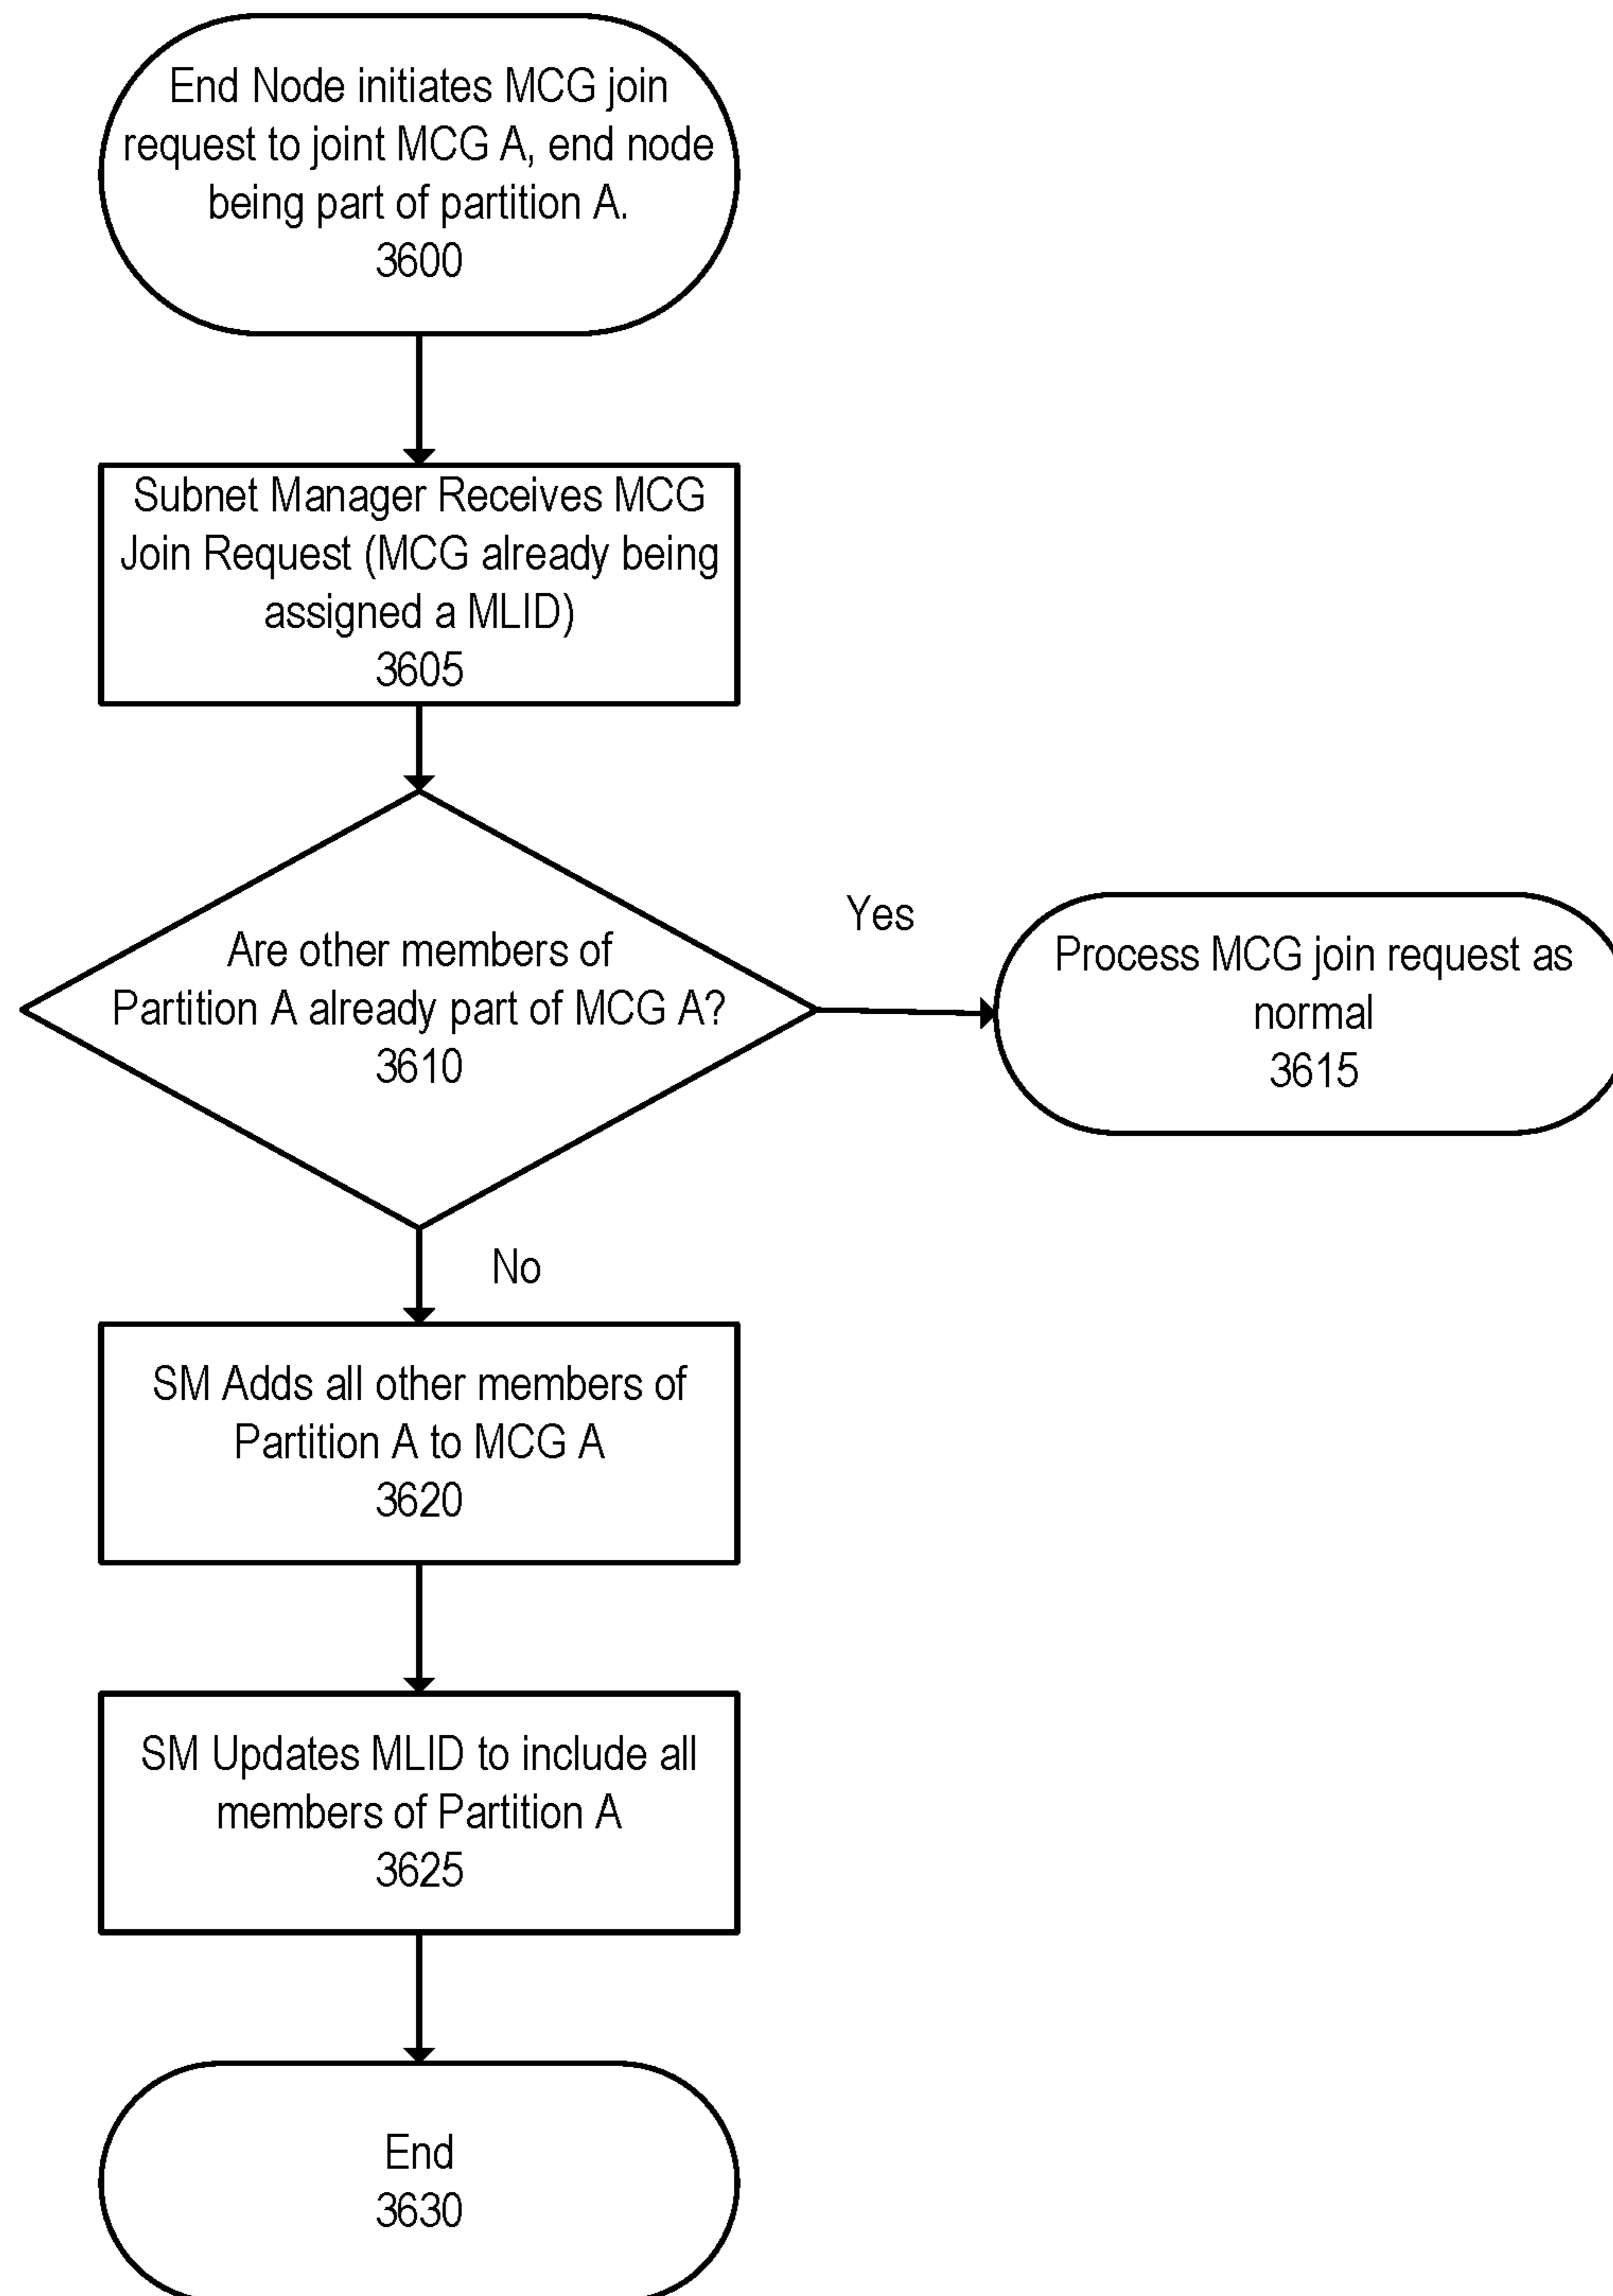 End Node initiates MCG join
request to joint MCG A, end node
being part of partition A.
3600
Subnet Manager Receives MCG
Join Request (MCG already being
assigned a MLID)
3605
Are other members of
Partition A already part of MCG A?
3610
Yes
Process MCG join request as
normal
3615
No
SM Adds all other members of
Partition A to MCG A
3620
SM Updates MLID to include all
members of Partition A
3625
End
3630